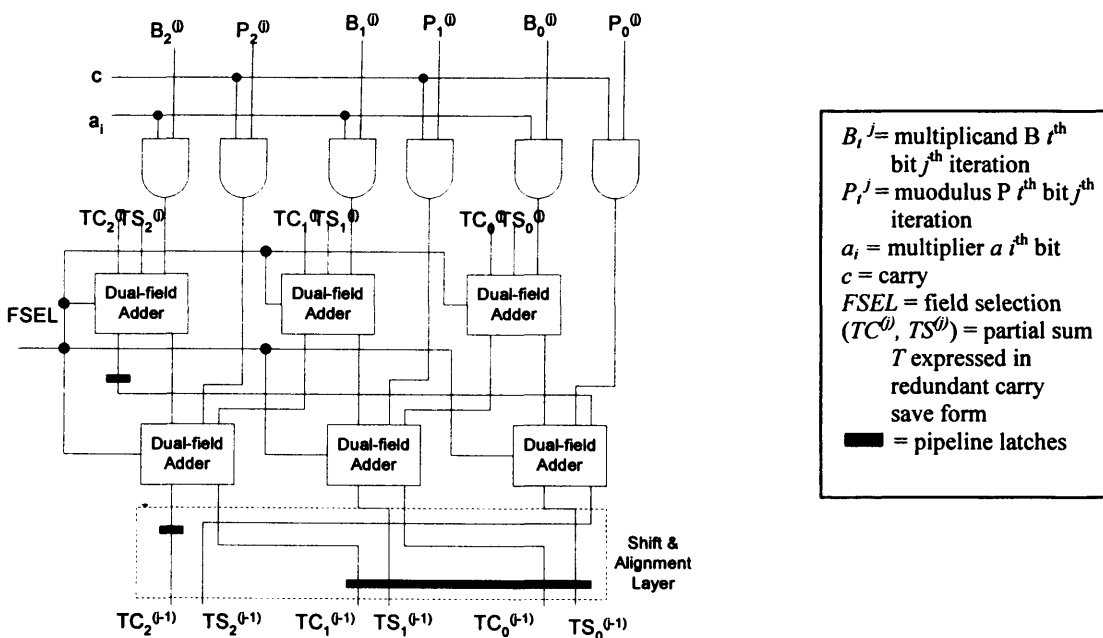 B₂⁽ʲ⁾ P₂⁽ʲ⁾ B₁⁽ʲ⁾ P₁⁽ʲ⁾ B₀⁽ʲ⁾ P₀⁽ʲ⁾
c
aᵢ
TC₂⁽ʲ⁾ TS₂⁽ʲ⁾ TC₁⁽ʲ⁾ TS₁⁽ʲ⁾ TC₀⁽ʲ⁾ TS₀⁽ʲ⁾
Dual-field
Adder
Dual-field
Adder
Dual-field
Adder
FSEL
Dual-field
Adder
Dual-field
Adder
Dual-field
Adder
Shift &
Alignment
Layer
TC₂⁽ʲ⁻¹⁾ TS₂⁽ʲ⁻¹⁾ TC₁⁽ʲ⁻¹⁾ TS₁⁽ʲ⁻¹⁾ TC₀⁽ʲ⁻¹⁾ TS₀⁽ʲ⁻¹⁾
Bₜʲ= multiplicand B tᵗʰ
bit jᵗʰ iteration
Pₜʲ= muodulus P tᵗʰ bit jᵗʰ
iteration
aᵢ = multiplier a iᵗʰ bit
c = carry
FSEL = field selection
(TC⁽ʲ⁾, TS⁽ʲ⁾) = partial sum
T expressed in
redundant carry
save form
= pipeline latches